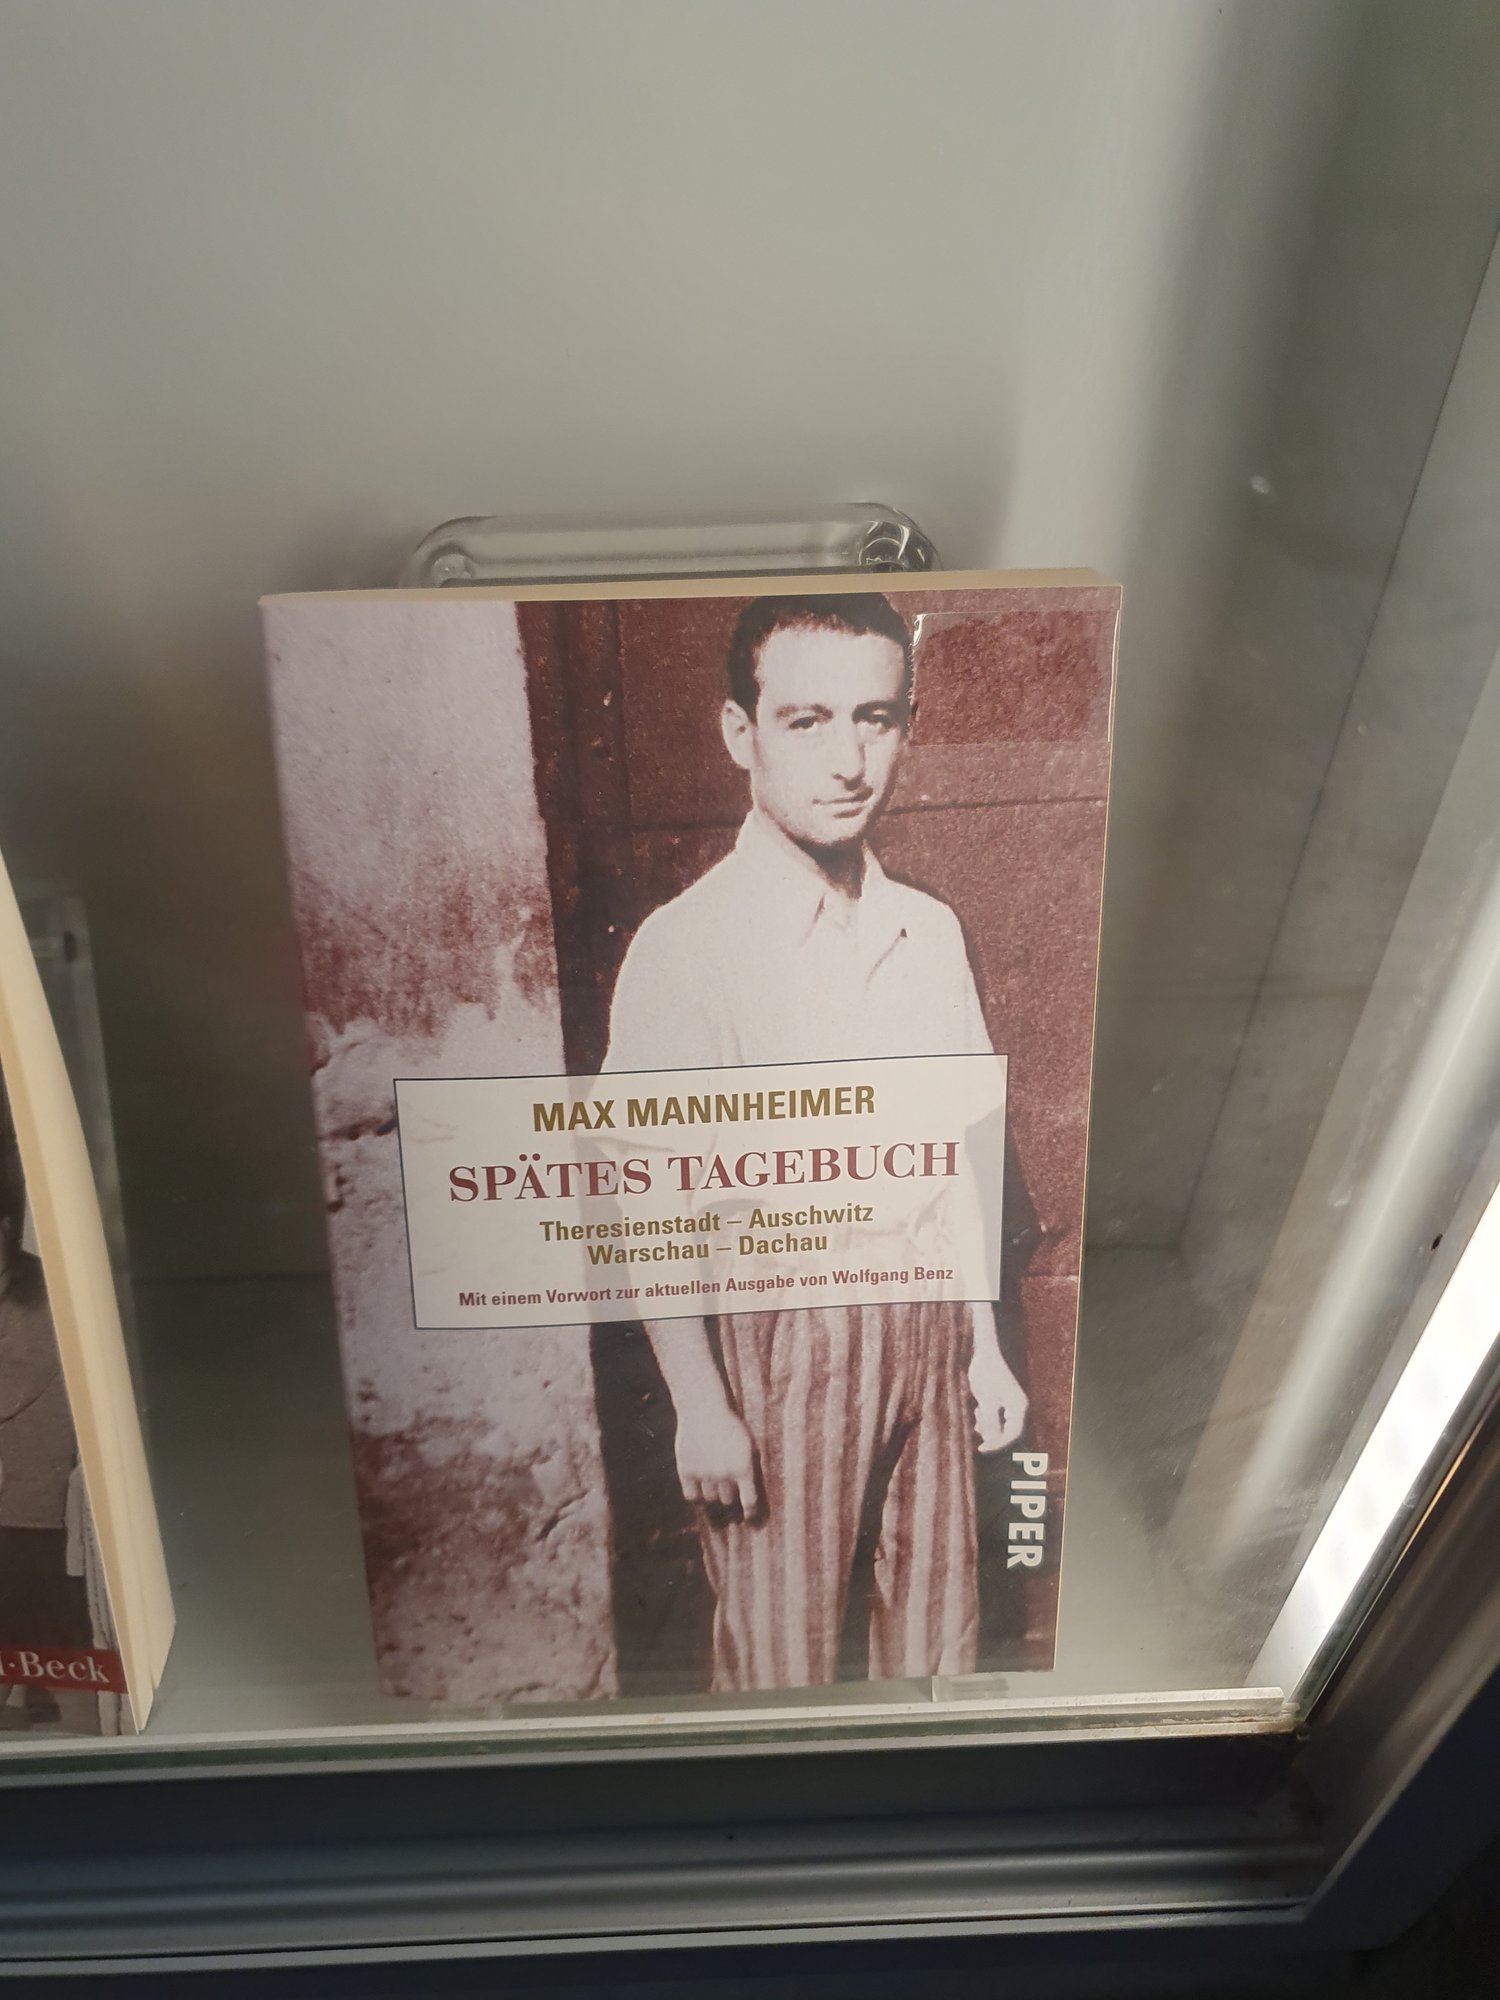 MAX MANNHEIMER
SPÄTES TAGEBUCH
Theresienstadt – Auschwitz
Warschau – Dachau
Mit einem Vorwort zur aktuellen Ausgabe von Wolfgang Benz
PIPER
·Beck